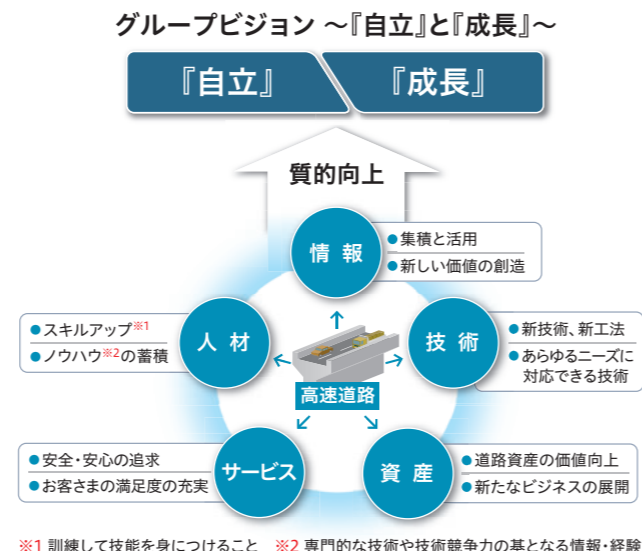 グループビジョン ~『自立』と『成長』~
『自立』
『成長』
質的向上
情報
●集積と活用
●新しい価値の創造
人材
●スキルアップ※1
●ノウハウ※2の蓄積
技術
●新技術、新工法
●あらゆるニーズに
対応できる技術
高速道路
サービス
●安全・安心の追求
●お客さまの満足度の充実
資産
●道路資産の価値向上
●新たなビジネスの展開
※1 訓練して技能を身につけること ※2 専門的な技術や技術競争力の基となる情報・経験